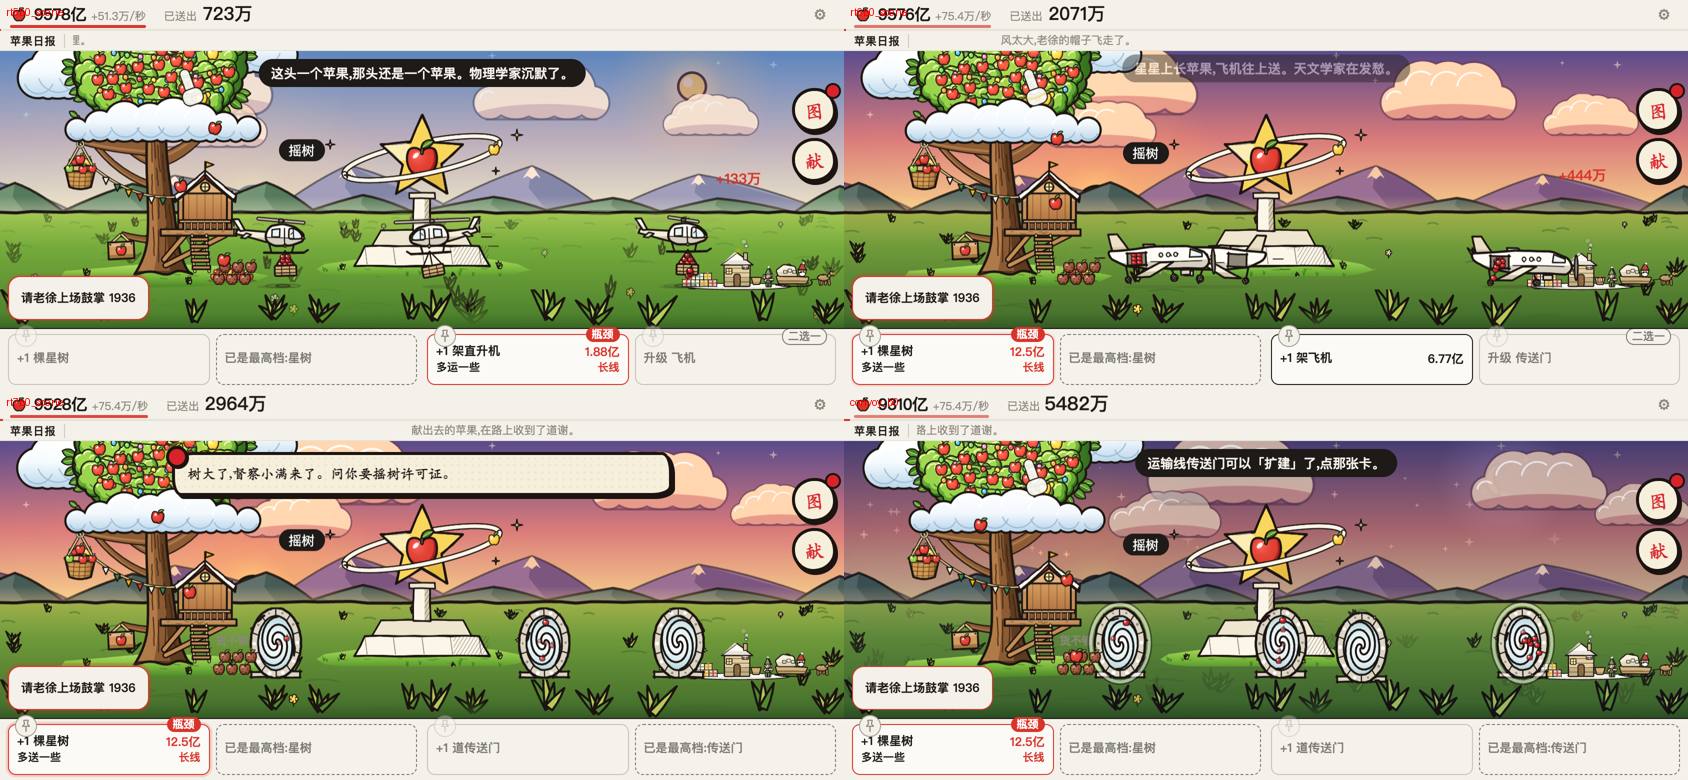 9578亿 +51.3万/秒 已送出 723万
苹果日报 里。
这头一个苹果,那头还是一个苹果。物理学家沉默了。
图
献
摇树
+133万
请老徐上场鼓掌 1936
+1 棵星树
已是最高档:星树
+1 架直升机 1.88亿
多运一些 长线
瓶颈
升级 飞机
二选一
9576亿 +75.4万/秒 已送出 2071万
苹果日报 风太大,老徐的帽子飞走了。
星星上长苹果,飞机往上送。天文学家在发愁。
图
献
摇树
+444万
请老徐上场鼓掌 1936
+1 棵星树 12.5亿
多送一些 长线
瓶颈
已是最高档:星树
+1 架飞机 6.77亿
升级 传送门
二选一
9528亿 +75.4万/秒 已送出 2964万
苹果日报 献出去的苹果,在路上收到了道谢。
树大了,督察小满来了。问你要摇树许可证。
图
献
摇树
请老徐上场鼓掌 1936
+1 棵星树 12.5亿
多送一些 长线
瓶颈
已是最高档:星树
+1 道传送门
已是最高档:传送门
9310亿 +75.4万/秒 已送出 5482万
苹果日报 路上收到了道谢。
运输线传送门可以「扩建」了,点那张卡。
图
献
摇树
请老徐上场鼓掌 1936
+1 棵星树 12.5亿
多送一些 长线
瓶颈
已是最高档:星树
+1 道传送门
已是最高档:传送门